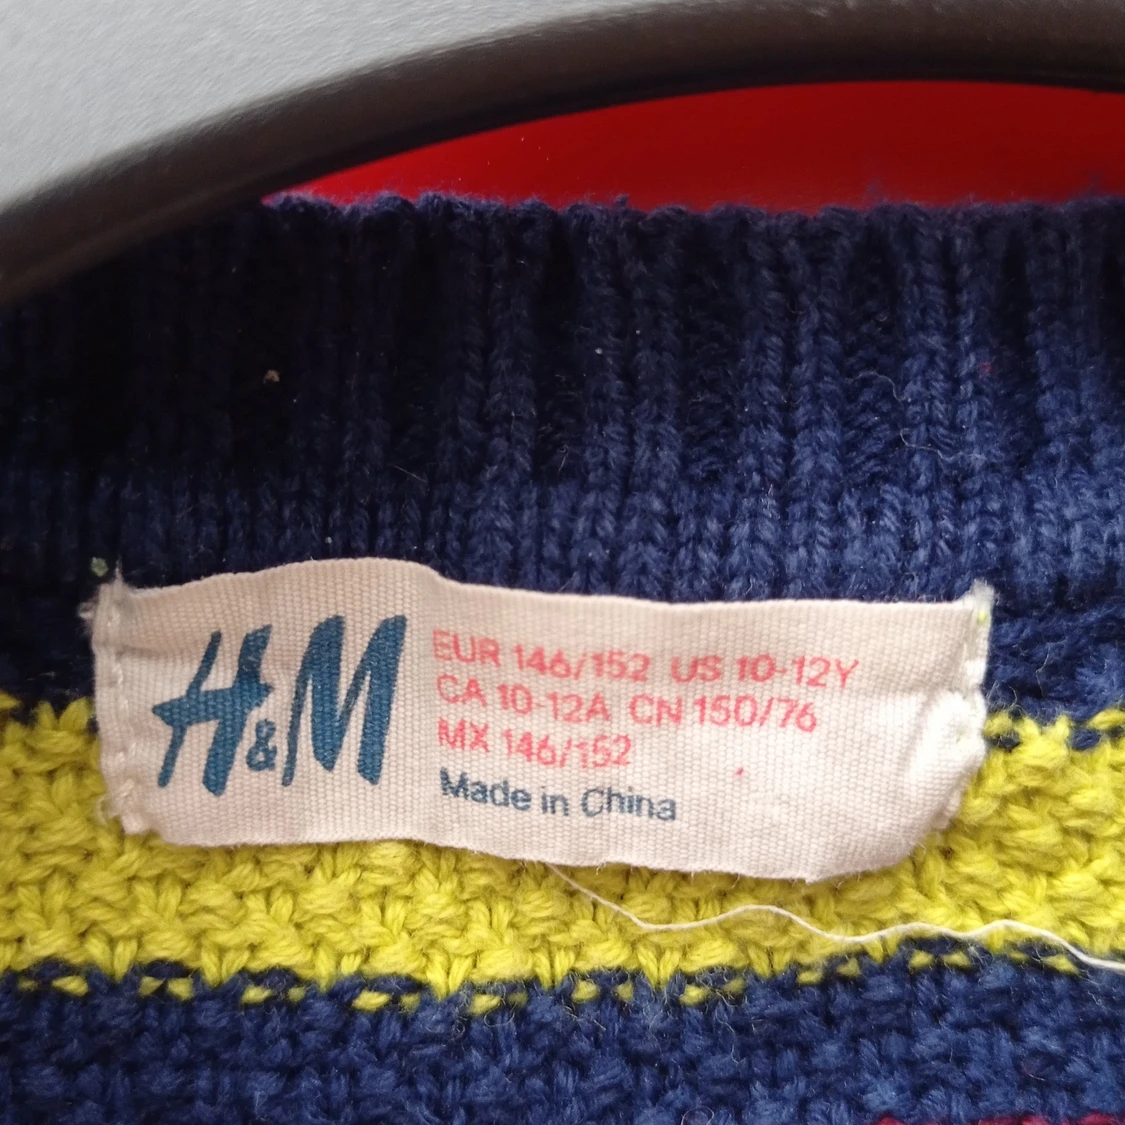 H&M
EUR 146/152 US 10-12Y
CA 10-12A CN 150/76
MX 146/152
Made in China